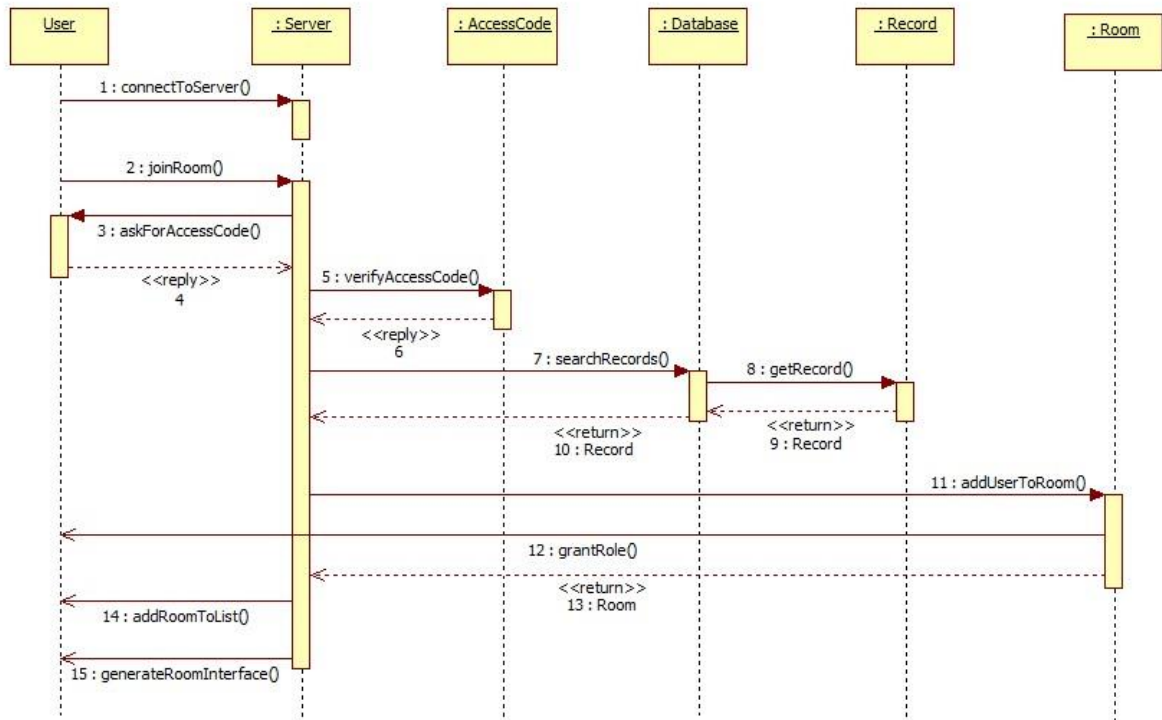 User
: Server
: AccessCode
: Database
: Record
: Room
1 : connectToServer()
2 : joinRoom()
3 : askForAccessCode()
<<reply>>
4
5 : verifyAccessCode()
<<reply>>
6
7 : searchRecords()
8 : getRecord()
<<return>>
9 : Record
<<return>>
10 : Record
11 : addUserToRoom()
12 : grantRole()
<<return>>
13 : Room
14 : addRoomToList()
15 : generateRoomInterface()